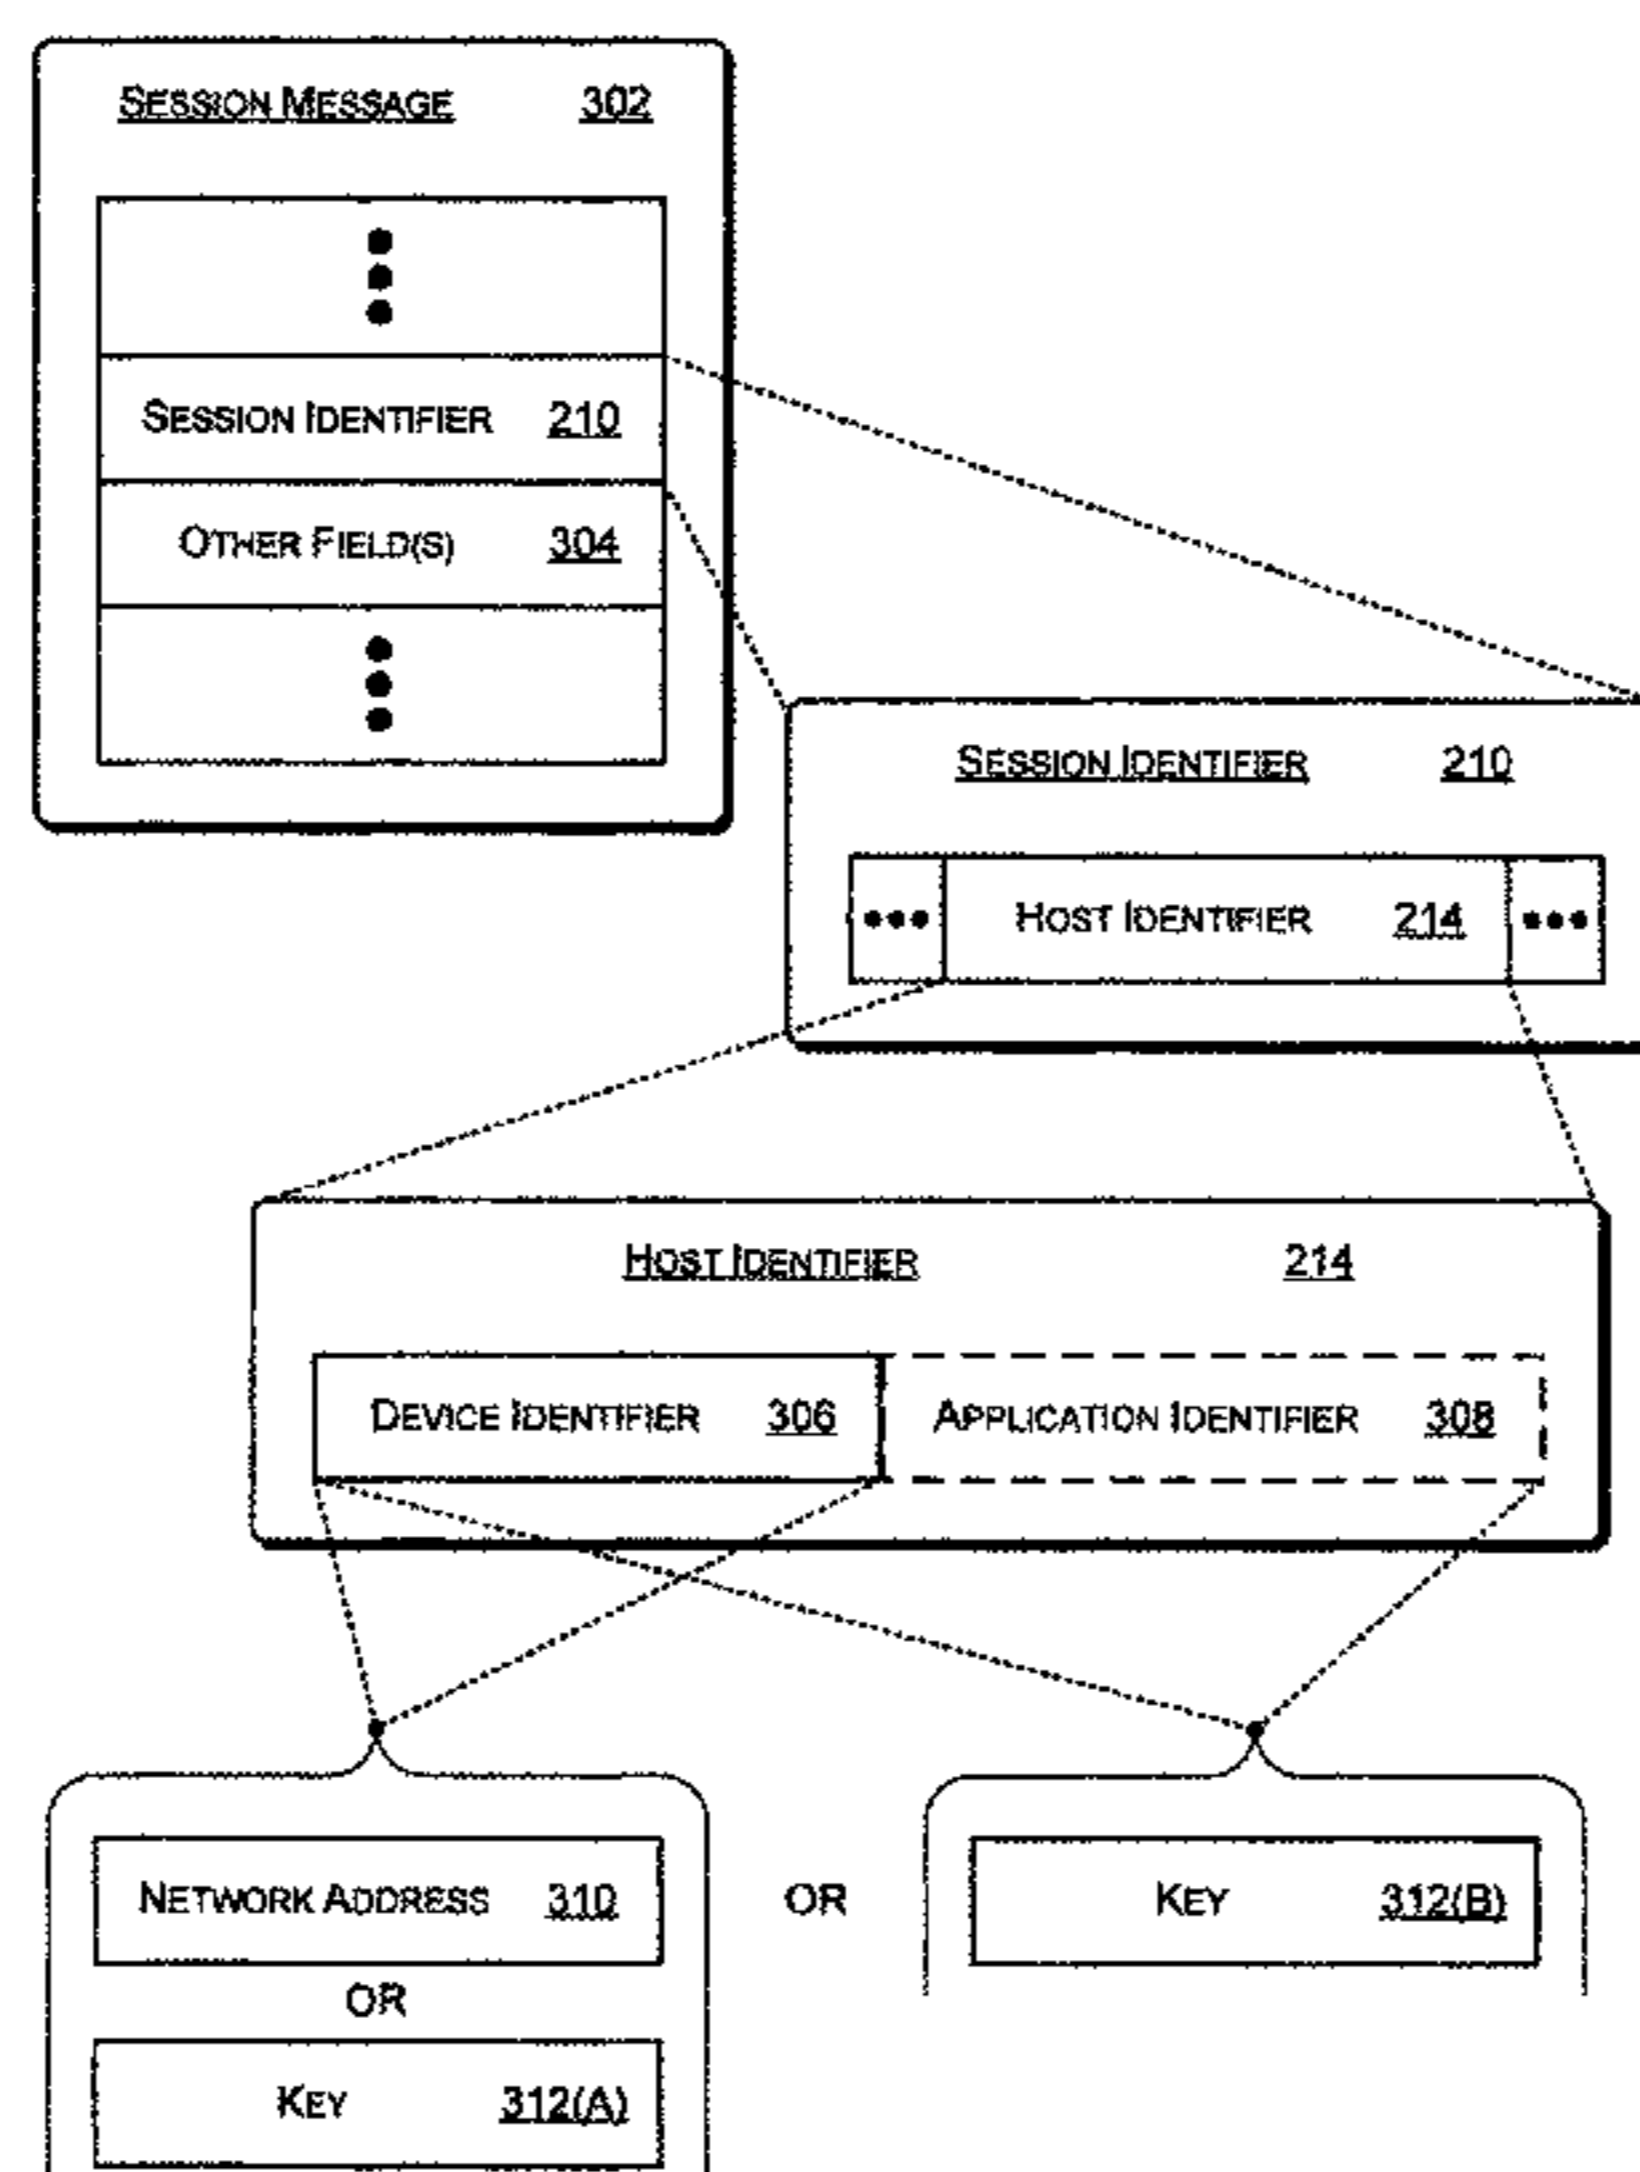 SESSION MESSAGE 302
SESSION IDENTIFIER 210
OTHER FIELD(S) 304
SESSION IDENTIFIER 210
HOST IDENTIFIER 214
HOST IDENTIFIER 214
DEVICE IDENTIFIER 306 APPLICATION IDENTIFIER 308
NETWORK ADDRESS 310 OR KEY 312(B)
OR
KEY 312(A)